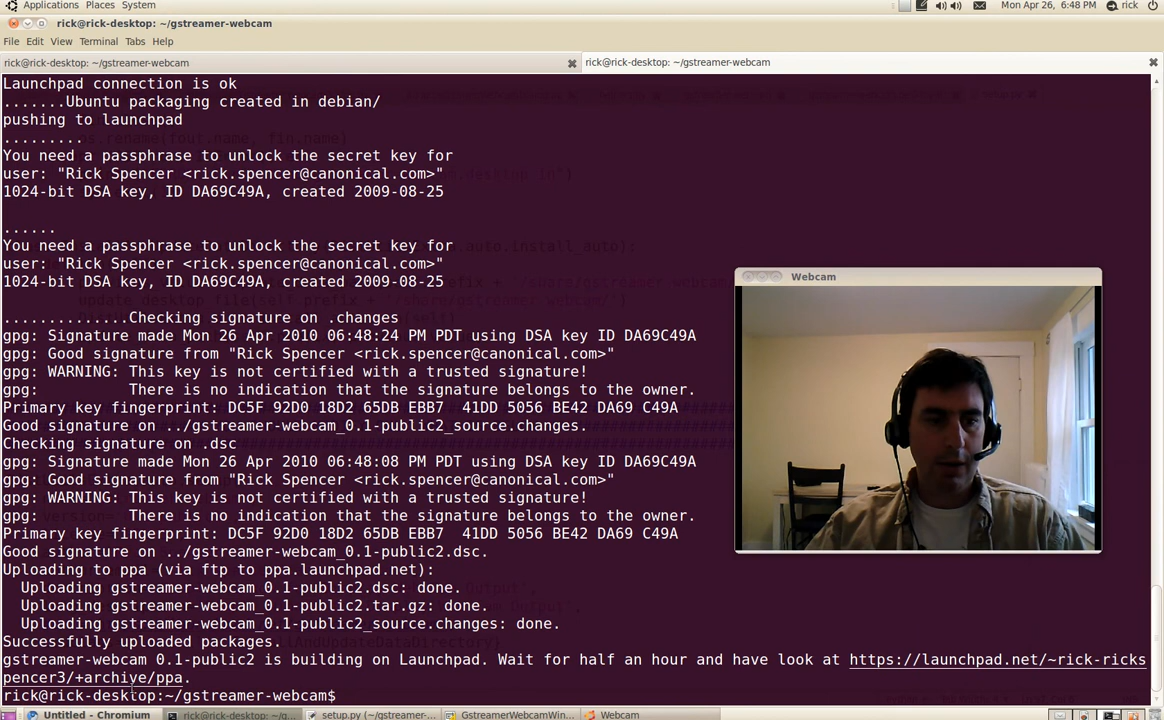 Applications Places System
Mon Apr 26, 6:48 PM rick
rick@rick-desktop: ~/gstreamer-webcam
File Edit View Terminal Tabs Help
rick@rick-desktop: ~/gstreamer-webcam
rick@rick-desktop: ~/gstreamer-webcam
Launchpad connection is ok
.......Ubuntu packaging created in debian/
pushing to launchpad
.........
You need a passphrase to unlock the secret key for
user: "Rick Spencer <rick.spencer@canonical.com>"
1024-bit DSA key, ID DA69C49A, created 2009-08-25
......
You need a passphrase to unlock the secret key for
user: "Rick Spencer <rick.spencer@canonical.com>"
1024-bit DSA key, ID DA69C49A, created 2009-08-25
..............Checking signature on .changes
gpg: Signature made Mon 26 Apr 2010 06:48:24 PM PDT using DSA key ID DA69C49A
gpg: Good signature from "Rick Spencer <rick.spencer@canonical.com>"
gpg: WARNING: This key is not certified with a trusted signature!
gpg:          There is no indication that the signature belongs to the owner.
Primary key fingerprint: DC5F 92D0 18D2 65DB EBB7  41DD 5056 BE42 DA69 C49A
Good signature on ../gstreamer-webcam_0.1-public2_source.changes.
Checking signature on .dsc
gpg: Signature made Mon 26 Apr 2010 06:48:08 PM PDT using DSA key ID DA69C49A
gpg: Good signature from "Rick Spencer <rick.spencer@canonical.com>"
gpg: WARNING: This key is not certified with a trusted signature!
gpg:          There is no indication that the signature belongs to the owner.
Primary key fingerprint: DC5F 92D0 18D2 65DB EBB7  41DD 5056 BE42 DA69 C49A
Good signature on ../gstreamer-webcam_0.1-public2.dsc.
Uploading to ppa (via ftp to ppa.launchpad.net):
  Uploading gstreamer-webcam_0.1-public2.dsc: done.
  Uploading gstreamer-webcam_0.1-public2.tar.gz: done.
  Uploading gstreamer-webcam_0.1-public2_source.changes: done.
Successfully uploaded packages.
gstreamer-webcam 0.1-public2 is building on Launchpad. Wait for half an hour and have look at https://launchpad.net/~rick-ricks
pencer3/+archive/ppa.
rick@rick-desktop:~/gstreamer-webcam$
Webcam
Untitled - Chromium
rick@rick-desktop: ~/g...
setup.py (~/gstreamer-...
GstreamerWebcamWin...
Webcam